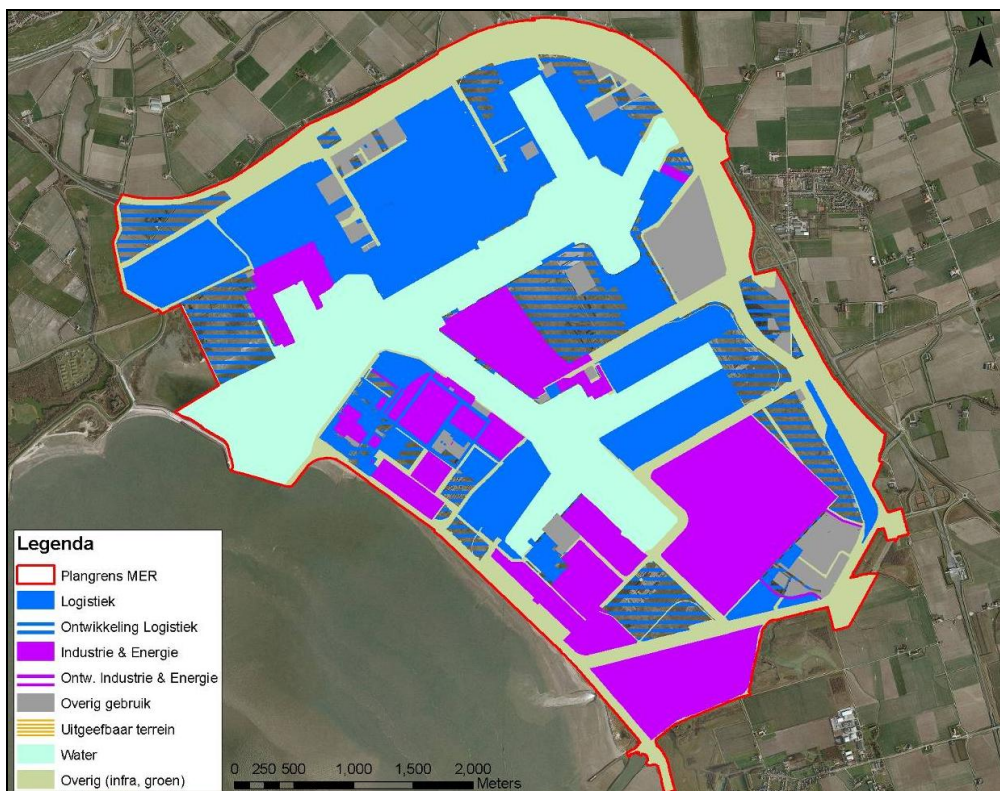 N
Legenda
Plangrens MER
Logistiek
Ontwikkeling Logistiek
Industrie & Energie
Ontw. Industrie & Energie
Overig gebruik
Uitgeefbaar terrein
Water
Overig (infra, groen)
0 250 500 1,000 1,500 2,000
Meters